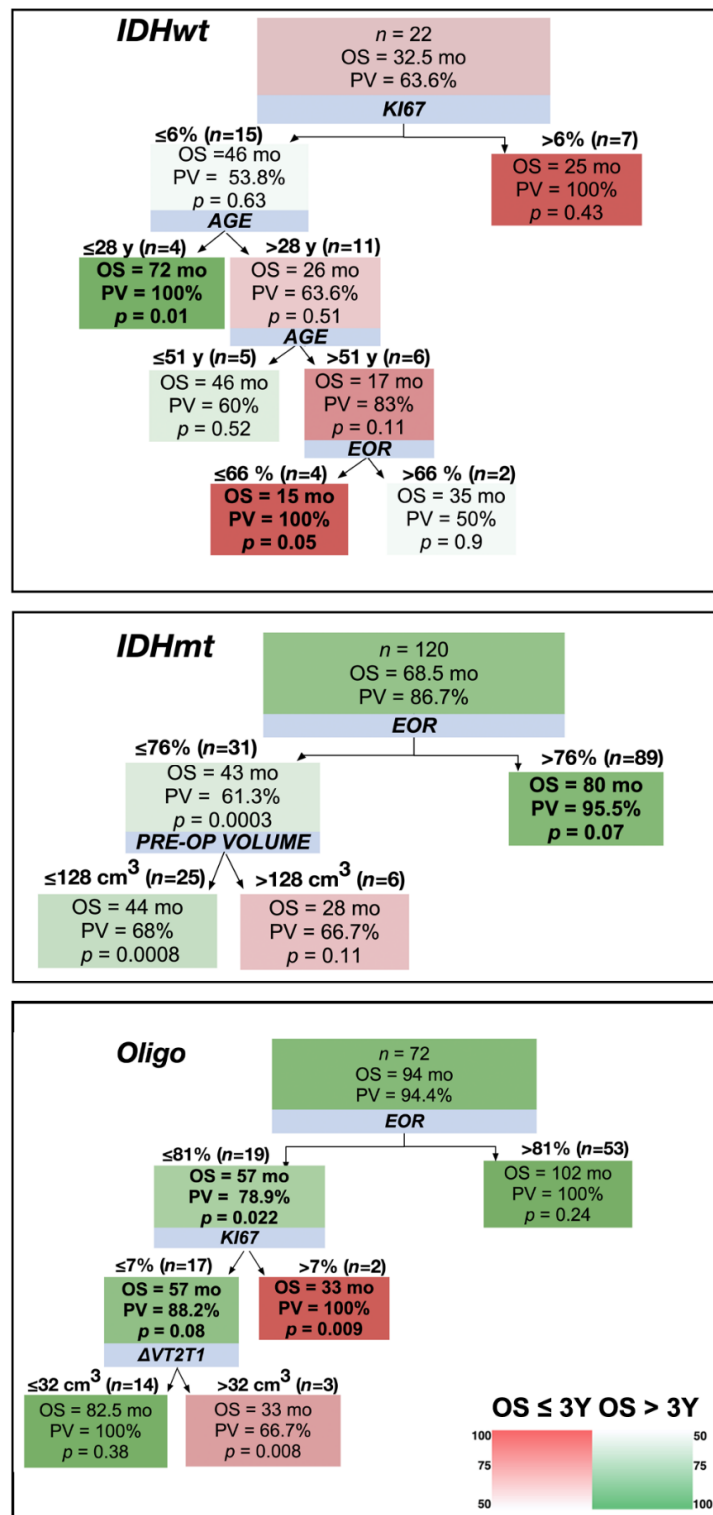 IDHwt
n = 22
OS = 32.5 mo
PV = 63.6%
KI67
≤6% (n=15)
OS =46 mo
PV = 53.8%
p = 0.63
AGE
>6% (n=7)
OS = 25 mo
PV = 100%
p = 0.43
≤28 y (n=4)
OS = 72 mo
PV = 100%
p = 0.01
>28 y (n=11)
OS = 26 mo
PV = 63.6%
p = 0.51
AGE
≤51 y (n=5)
OS = 46 mo
PV = 60%
p = 0.52
>51 y (n=6)
OS = 17 mo
PV = 83%
p = 0.11
EOR
≤66 % (n=4)
OS = 15 mo
PV = 100%
p = 0.05
>66 % (n=2)
OS = 35 mo
PV = 50%
p = 0.9
IDHmt
n = 120
OS = 68.5 mo
PV = 86.7%
EOR
≤76% (n=31)
OS = 43 mo
PV = 61.3%
p = 0.0003
PRE-OP VOLUME
>76% (n=89)
OS = 80 mo
PV = 95.5%
p = 0.07
≤128 cm³ (n=25)
OS = 44 mo
PV = 68%
p = 0.0008
>128 cm³ (n=6)
OS = 28 mo
PV = 66.7%
p = 0.11
Oligo
n = 72
OS = 94 mo
PV = 94.4%
EOR
≤81% (n=19)
OS = 57 mo
PV = 78.9%
p = 0.022
KI67
>81% (n=53)
OS = 102 mo
PV = 100%
p = 0.24
≤7% (n=17)
OS = 57 mo
PV = 88.2%
p = 0.08
ΔVT2T1
>7% (n=2)
OS = 33 mo
PV = 100%
p = 0.009
≤32 cm³ (n=14)
OS = 82.5 mo
PV = 100%
p = 0.38
>32 cm³ (n=3)
OS = 33 mo
PV = 66.7%
p = 0.008
OS ≤ 3Y OS > 3Y
100 50
75 75
50 100